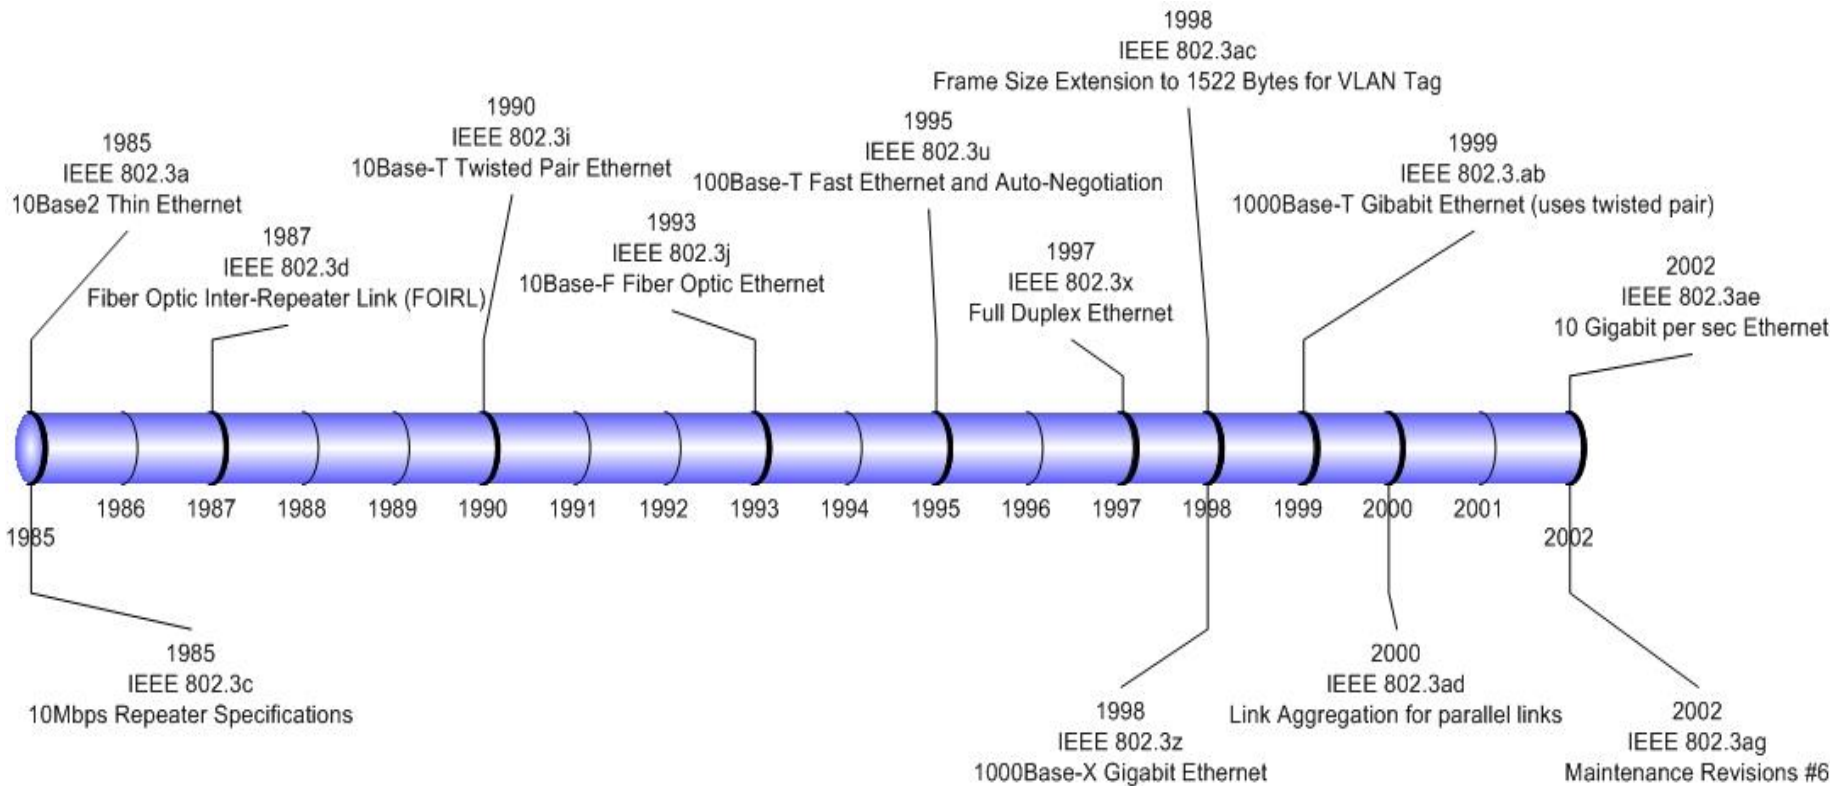 1998
IEEE 802.3ac
Frame Size Extension to 1522 Bytes for VLAN Tag
1990
IEEE 802.3i
10Base-T Twisted Pair Ethernet
1995
IEEE 802.3u
100Base-T Fast Ethernet and Auto-Negotiation
1985
IEEE 802.3a
10Base2 Thin Ethernet
1999
IEEE 802.3.ab
1000Base-T Gibabit Ethernet (uses twisted pair)
1993
IEEE 802.3j
10Base-F Fiber Optic Ethernet
1987
IEEE 802.3d
Fiber Optic Inter-Repeater Link (FOIRL)
1997
IEEE 802.3x
Full Duplex Ethernet
2002
IEEE 802.3ae
10 Gigabit per sec Ethernet
1985
1986
1987
1988
1989
1990
1991
1992
1993
1994
1995
1996
1997
1998
1999
2000
2001
2002
1985
IEEE 802.3c
10Mbps Repeater Specifications
1998
IEEE 802.3z
1000Base-X Gigabit Ethernet
2000
IEEE 802.3ad
Link Aggregation for parallel links
2002
IEEE 802.3ag
Maintenance Revisions #6